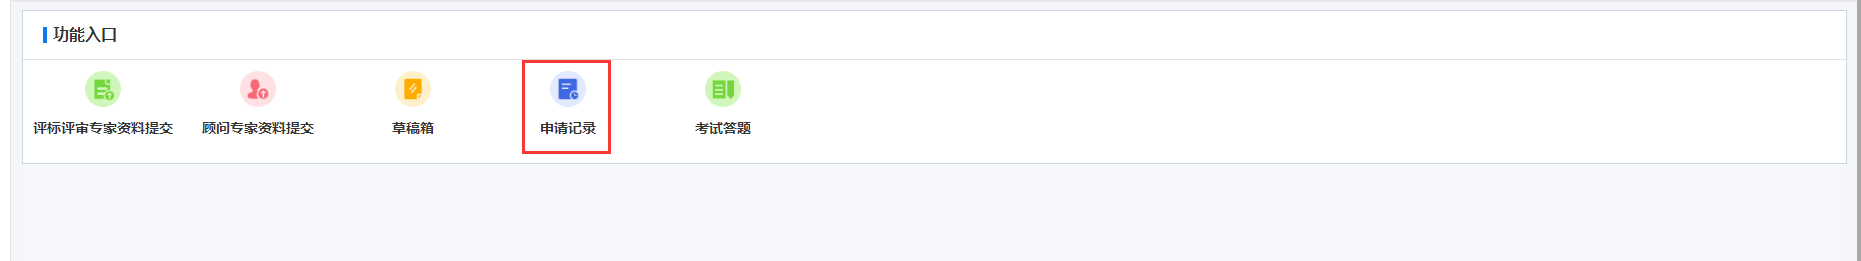 功能入口
评标评审专家资料提交
顾问专家资料提交
草稿箱
申请记录
考试答题